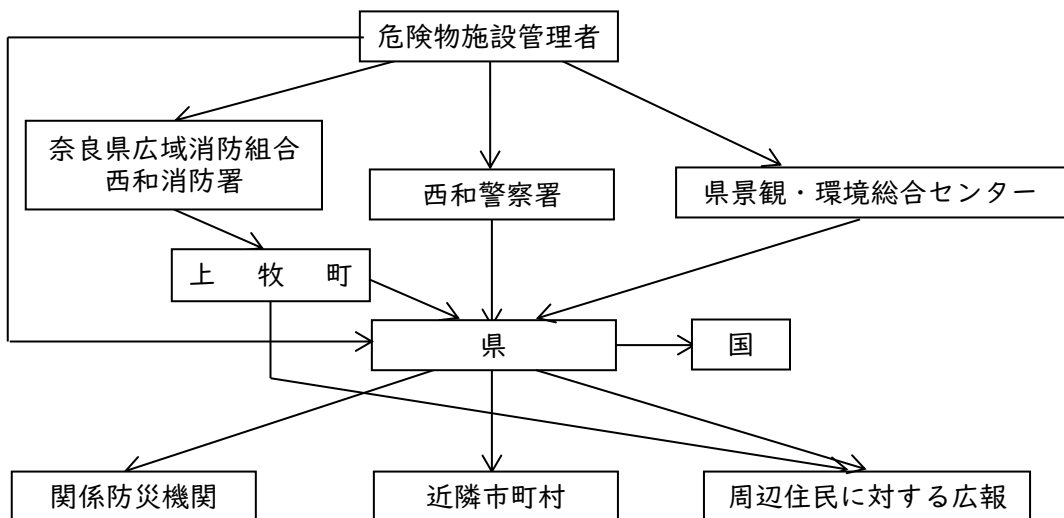 危険物施設管理者
奈良県広域消防組合
西和消防署
西和警察署
県景観・環境総合センター
上 牧 町
県
国
関係防災機関
近隣市町村
周辺住民に対する広報